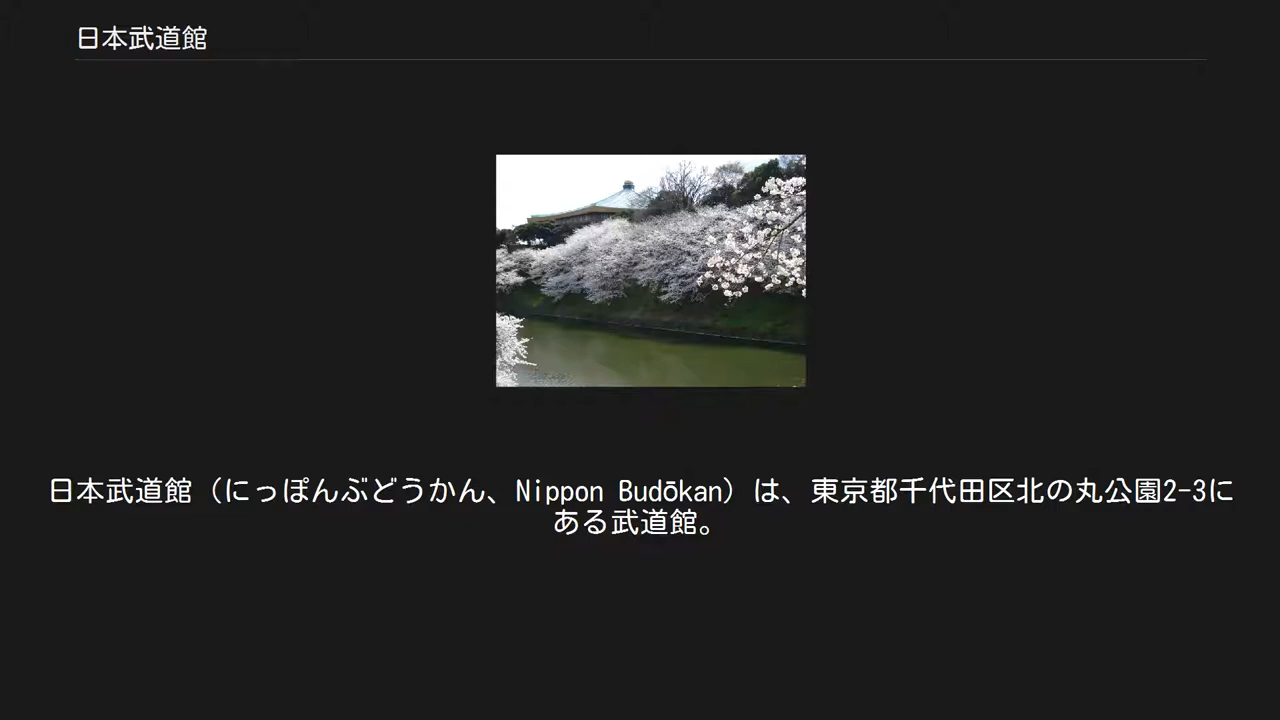 日本武道館
日本武道館（にっぽんぶどうかん、Nippon Budōkan）は、東京都千代田区北の丸公園2-3に
ある武道館。